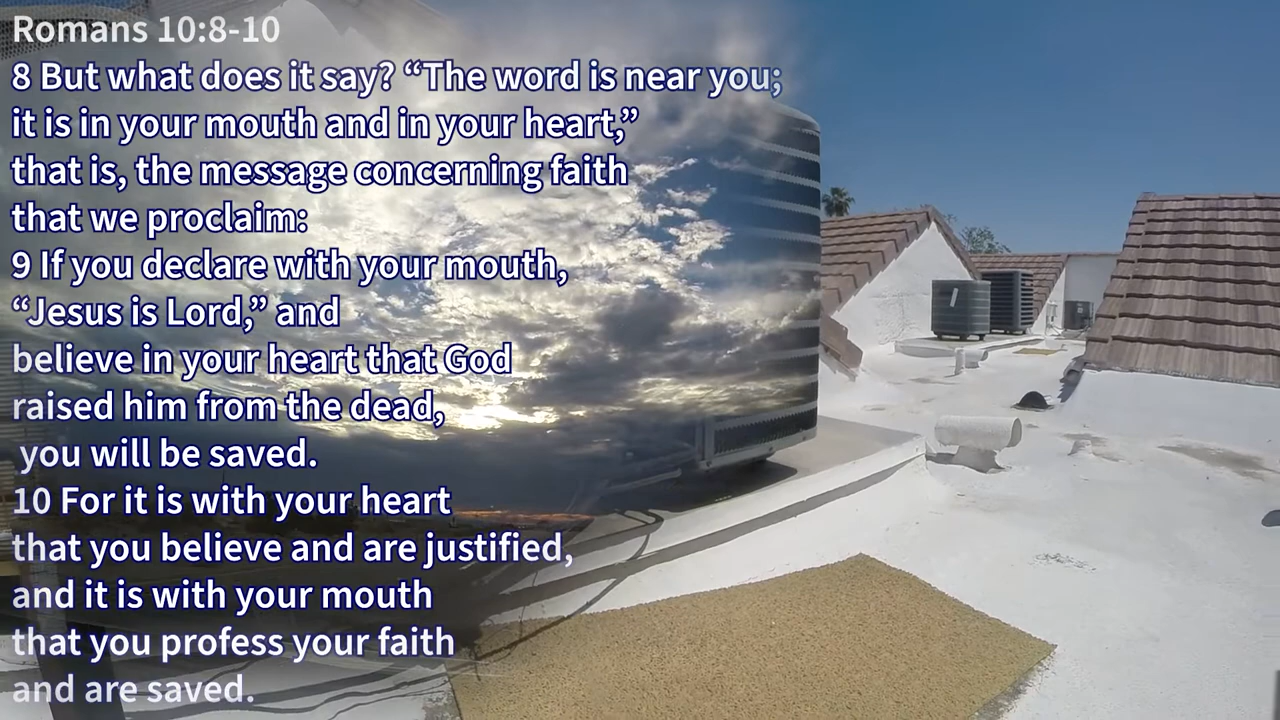 Romans 10:8-10
8 But what does it say? “The word is near you;
it is in your mouth and in your heart,”
that is, the message concerning faith
that we proclaim:
9 If you declare with your mouth,
“Jesus is Lord,” and
believe in your heart that God
raised him from the dead,
you will be saved.
10 For it is with your heart
that you believe and are justified,
and it is with your mouth
that you profess your faith
and are saved.